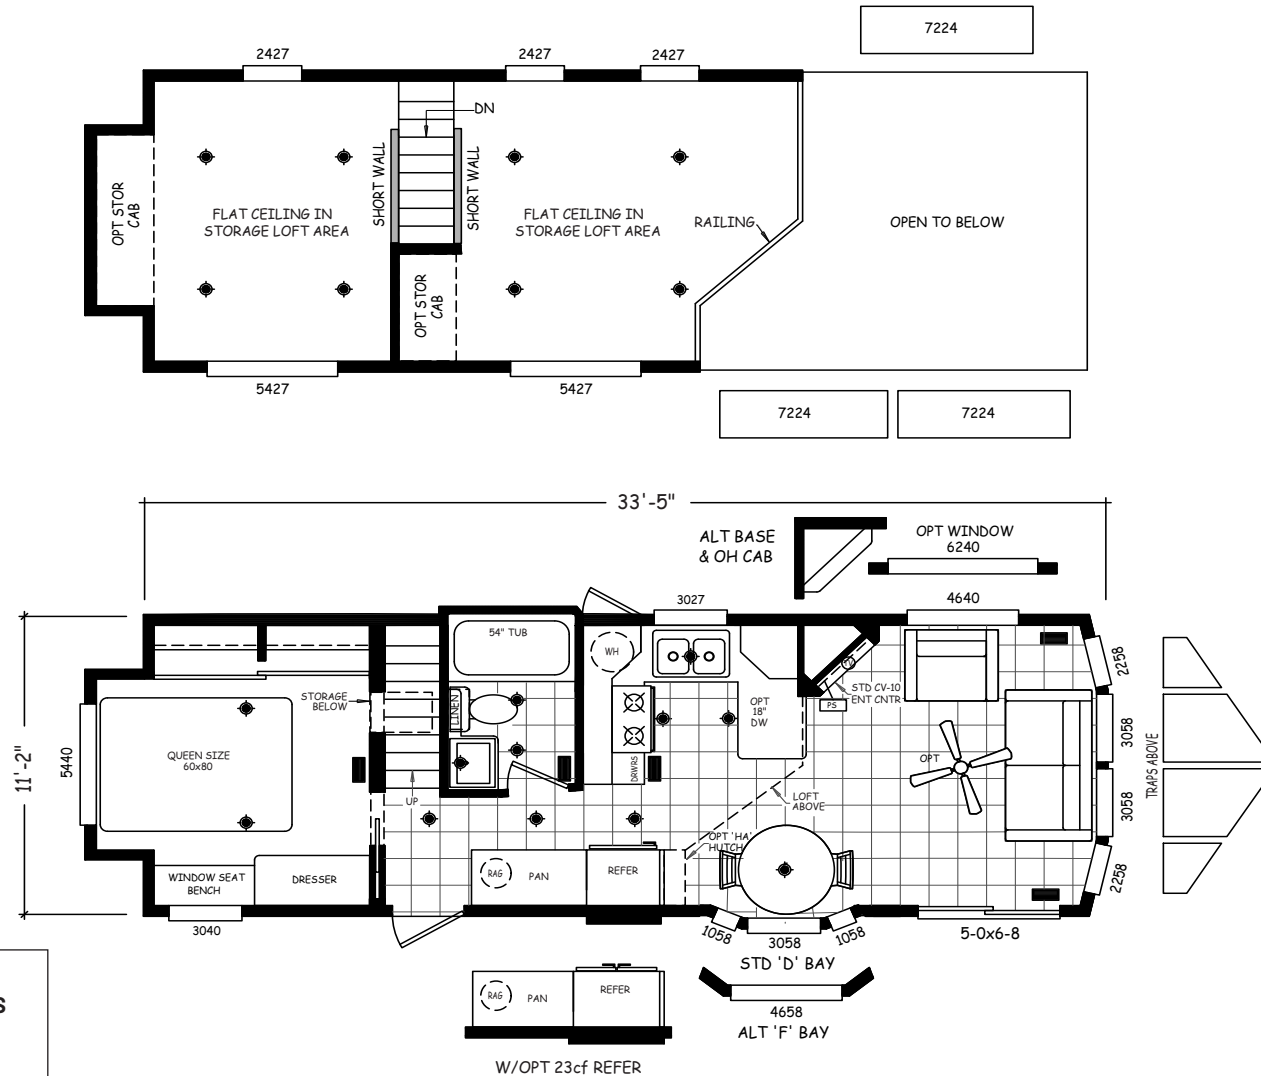 7224
2427
2427
2427
DN
SHORT WALL
SHORT WALL
OPT STOR
CAB
FLAT CEILING IN
STORAGE LOFT AREA
FLAT CEILING IN
STORAGE LOFT AREA
RAILING
OPEN TO BELOW
OPT STOR
CAB
5427
5427
7224
7224
33'-5"
ALT BASE
& OH CAB
OPT WINDOW
6240
3027
4640
54" TUB
WH
2258
STORAGE
BELOW
LINEN
OPT
18"
DW
STD CV-10
ENT CNTR
TV
PS
3058
11'-2"
5440
QUEEN SIZE
60x80
DRWRS
OPT
TRAPS ABOVE
UP
LOFT
ABOVE
3058
OPT 'HA'
HUTCH
WINDOW SEAT
BENCH
DRESSER
RAG
PAN
REFER
2258
3040
1058
3058
1058
5-0x6-8
STD 'D' BAY
RAG
PAN
REFER
4658
ALT 'F' BAY
W/OPT 23cf REFER
S